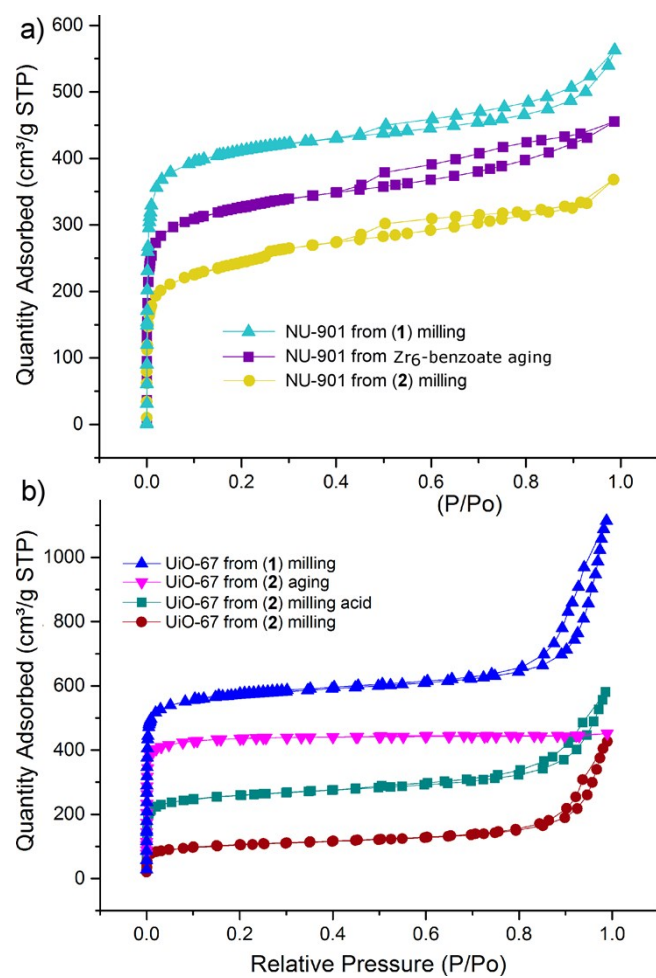 a)
600
500
400
300
200
100
0
Quantity Adsorbed (cm³/g STP)
NU-901 from (1) milling
NU-901 from Zr6-benzoate aging
NU-901 from (2) milling
0.0 0.2 0.4 0.6 0.8 1.0
(P/Po)
b)
1000
800
600
400
200
0
Quantity Adsorbed (cm³/g STP)
UiO-67 from (1) milling
UiO-67 from (2) aging
UiO-67 from (2) milling acid
UiO-67 from (2) milling
0.0 0.2 0.4 0.6 0.8 1.0
Relative Pressure (P/Po)